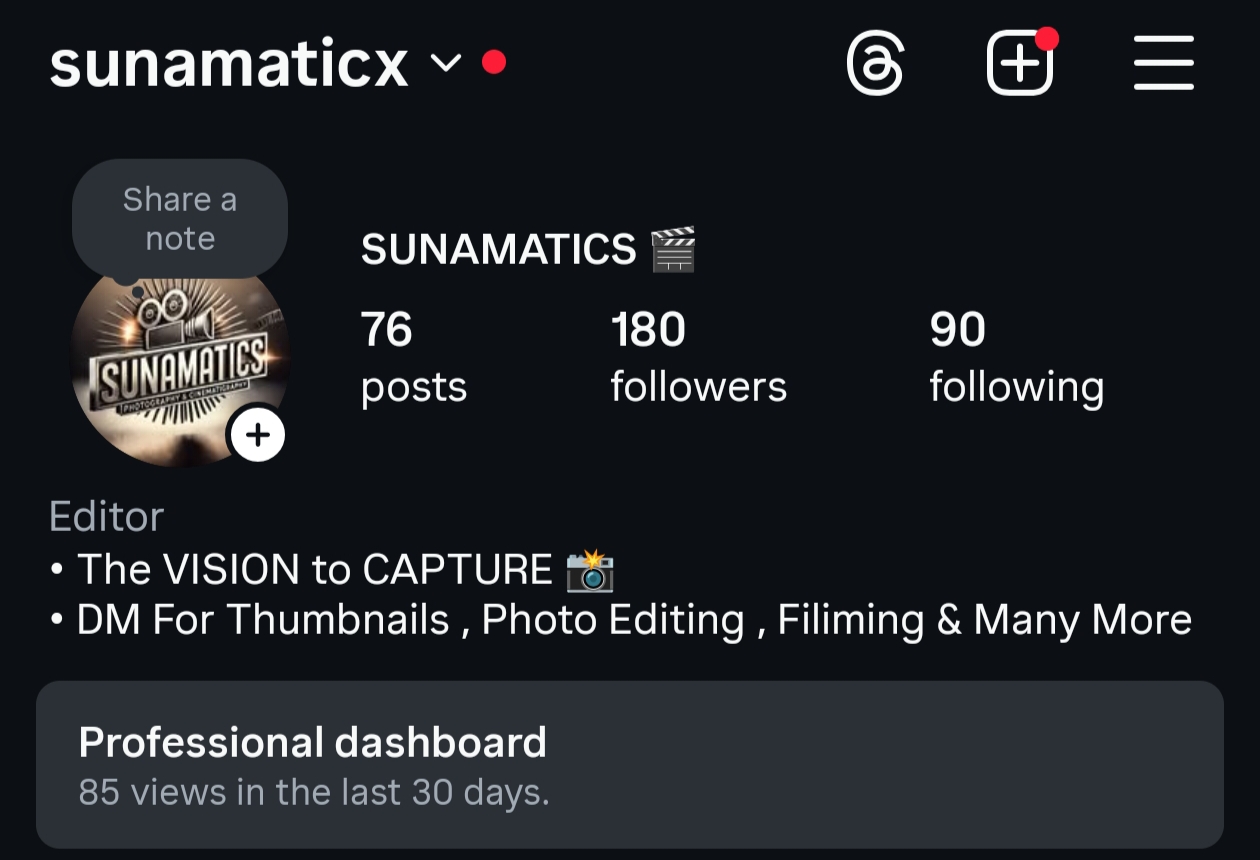 sunamaticx
Share a
note
SUNAMATICS 🎬
76
posts
180
followers
90
following
SUNAMATICS
PHOTOGRAPHY & CINEMATOGRAPHY
Editor
• The VISION to CAPTURE 📸
• DM For Thumbnails , Photo Editing , Filiming & Many More
Professional dashboard
85 views in the last 30 days.